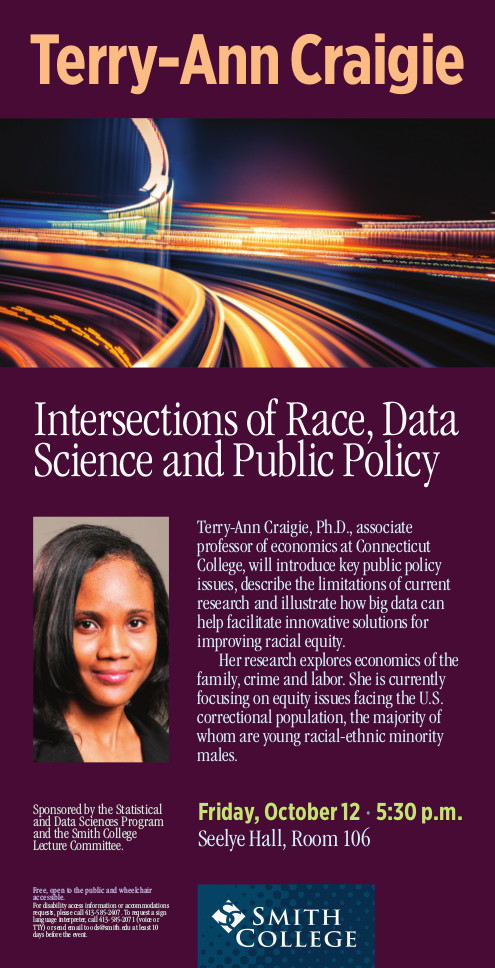 Terry-Ann Craigie
Intersections of Race, Data
Science and Public Policy
Terry-Ann Craigie, Ph.D., associate
professor of economics at Connecticut
College, will introduce key public policy
issues, describe the limitations of current
research and illustrate how big data can
help facilitate innovative solutions for
improving racial equity.
Her research explores economics of the
family, crime and labor. She is currently
focusing on equity issues facing the U.S.
correctional population, the majority of
whom are young racial-ethnic minority
males.
Sponsored by the Statistical
and Data Sciences Program
and the Smith College
Lecture Committee.
Friday, October 12 · 5:30 p.m.
Seelye Hall, Room 106
Free, open to the public and wheelchair
accessible.
For disability access information or accommodations
requests, please call 413-585-2407. To request a sign
language interpreter, call 413-585-2071 (voice or
TTY) or send email to ods@smith.edu at least 10
days before the event.
SMITH
COLLEGE